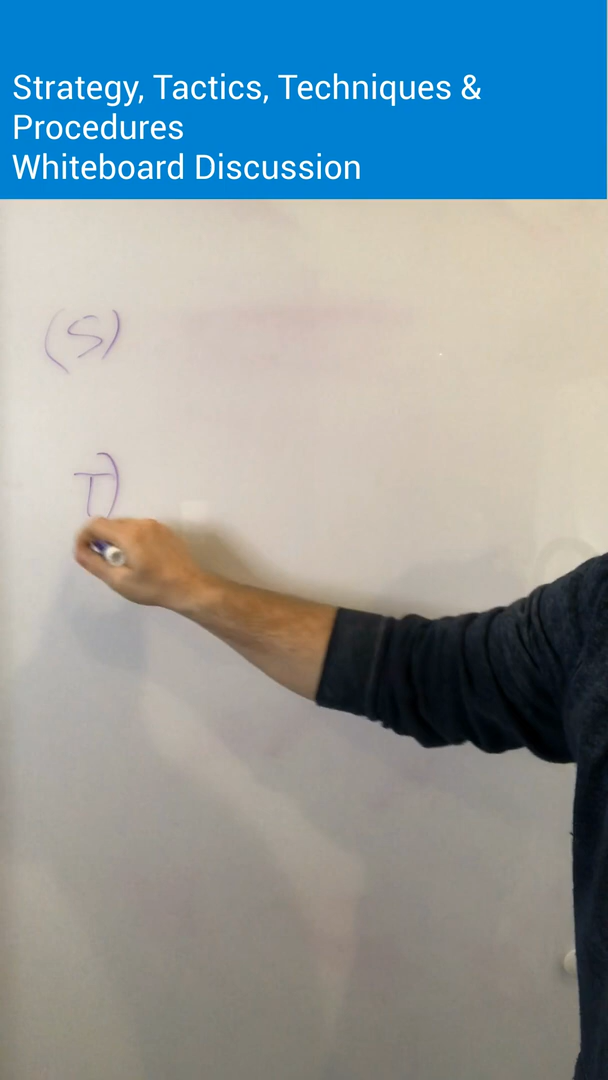 Strategy, Tactics, Techniques &
Procedures
Whiteboard Discussion
(S)
T)